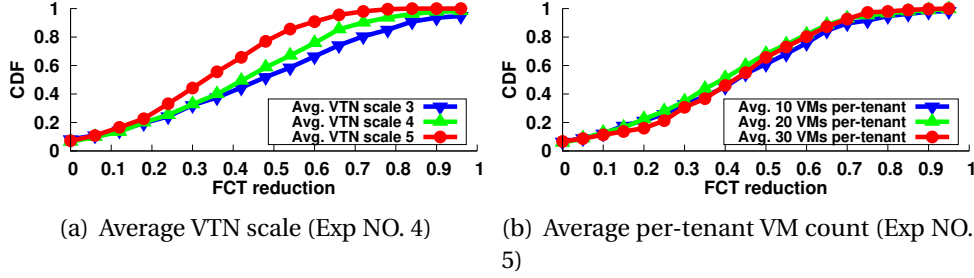 1
0.8
0.6
0.4
0.2
0
CDF
Avg. VTN scale 3
Avg. VTN scale 4
Avg. VTN scale 5
0 0.1 0.2 0.3 0.4 0.5 0.6 0.7 0.8 0.9 1
FCT reduction
(a) Average VTN scale (Exp NO. 4)
1
0.8
0.6
0.4
0.2
0
CDF
Avg. 10 VMs per-tenant
Avg. 20 VMs per-tenant
Avg. 30 VMs per-tenant
0 0.1 0.2 0.3 0.4 0.5 0.6 0.7 0.8 0.9 1
FCT reduction
(b) Average per-tenant VM count (Exp NO.
5)